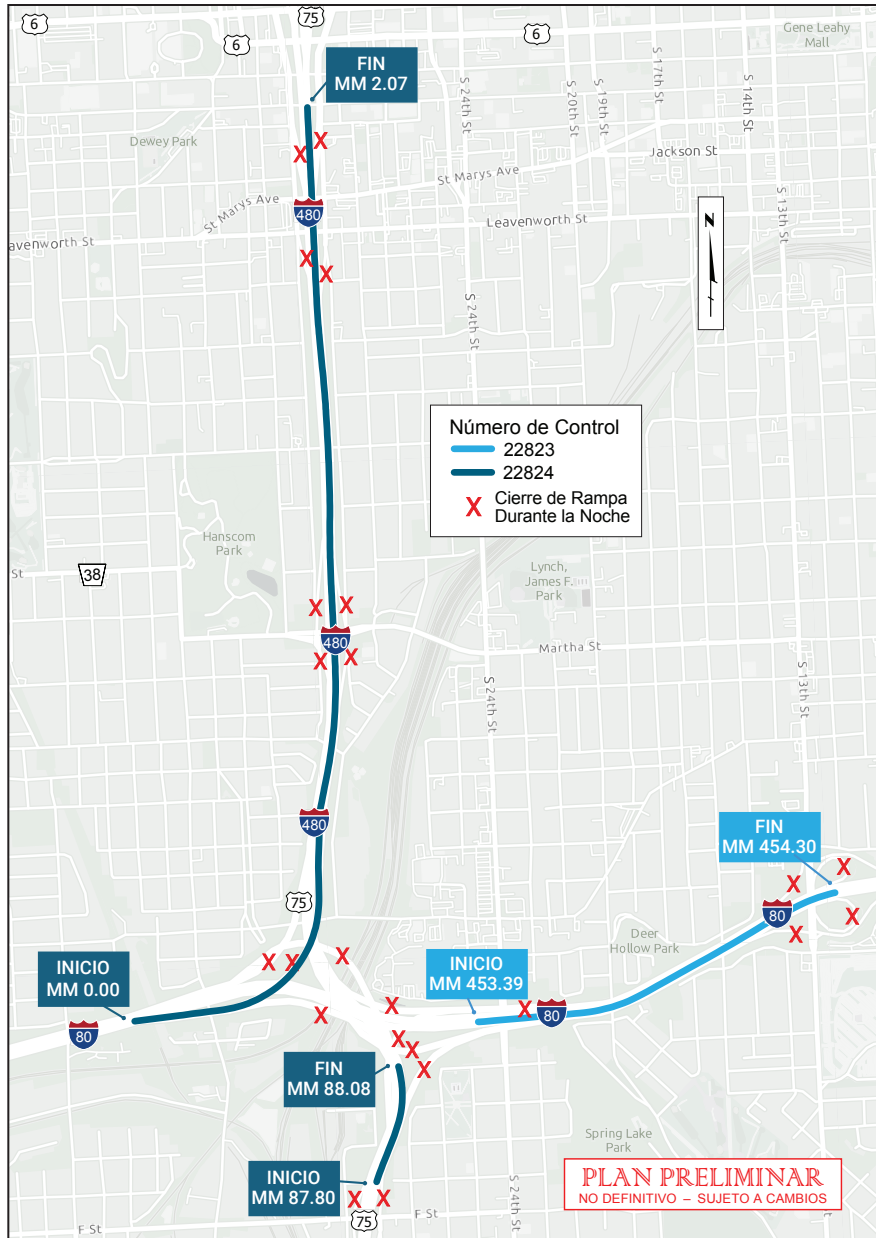 6
75
6
6
Gene Leahy
Mall
FIN
MM 2.07
S 24th St
S 20th St
S 19th St
S 17th St
S 14th St
Dewey Park
Jackson St
St Marys Ave
St Marys Ave
480
Leavenworth St
S 13th St
avenworth St
N
S 24th St
Número de Control
22823
22824
X Cierre de Rampa
Durante la Noche
Hanscom
Park
St
38
Lynch,
James F.
Park
480
Martha St
S 24th St
S 13th St
480
FIN
MM 454.30
75
80
Deer
Hollow Park
INICIO
MM 0.00
INICIO
MM 453.39
80
80
FIN
MM 88.08
Spring Lake
Park
INICIO
MM 87.80
S 24th St
PLAN PRELIMINAR
NO DEFINITIVO – SUJETO A CAMBIOS
F St
75
F St